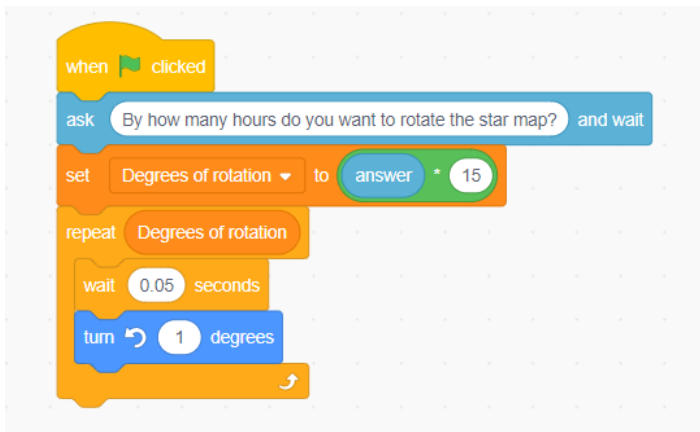 when clicked
ask By how many hours do you want to rotate the star map? and wait
set Degrees of rotation to answer * 15
repeat Degrees of rotation
wait 0.05 seconds
turn 1 degrees